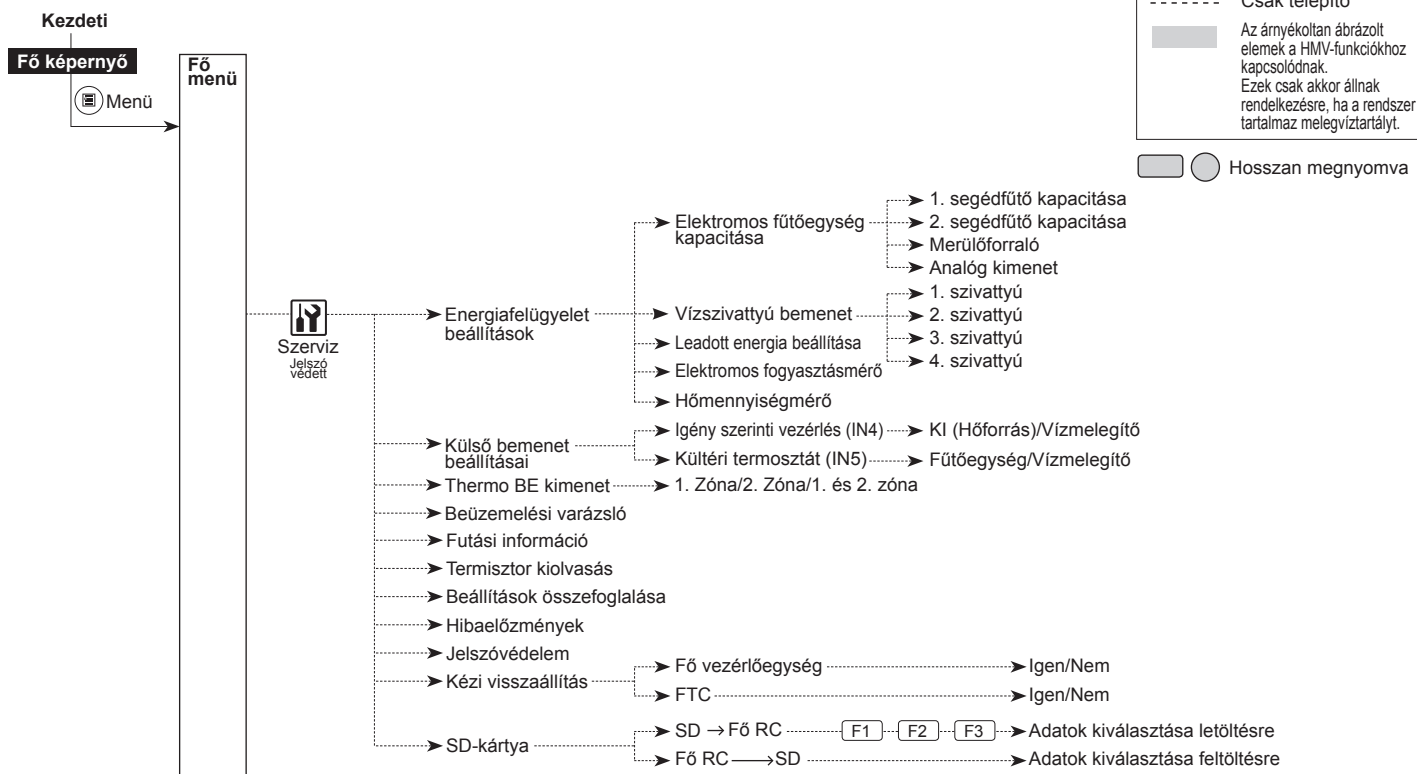 Csak telepítő
Az árnyékoltan ábrázolt
elemek a HMV-funkciókhoz
kapcsolódnak.
Ezek csak akkor állnak
rendelkezésre, ha a rendszer
tartalmaz melegvíztartályt.
Hosszan megnyomva
Kezdeti
Fő képernyő
Menü
Fő
menü
Szerviz
Jelszó
védett
Energiafelügyelet
beállítások
Elektromos fűtőegység
kapacitása
1. segédfűtő kapacitása
2. segédfűtő kapacitása
Merülőforraló
Analóg kimenet
Vízszivattyú bemenet
1. szivattyú
2. szivattyú
3. szivattyú
4. szivattyú
Leadott energia beállítása
Elektromos fogyasztásmérő
Hőmennyiségmérő
Külső bemenet
beállításai
Igény szerinti vezérlés (IN4) KI (Hőforrás)/Vízmelegítő
Kültéri termosztát (IN5) Fűtőegység/Vízmelegítő
Thermo BE kimenet 1. Zóna/2. Zóna/1. és 2. zóna
Beüzemelési varázsló
Futási információ
Termisztor kiolvasás
Beállítások összefoglalása
Hibaelőzmények
Jelszóvédelem
Kézi visszaállítás
Fő vezérlőegység Igen/Nem
FTC Igen/Nem
SD-kártya
SD → Fő RC F1 F2 F3 Adatok kiválasztása letöltésre
Fő RC → SD Adatok kiválasztása feltöltésre